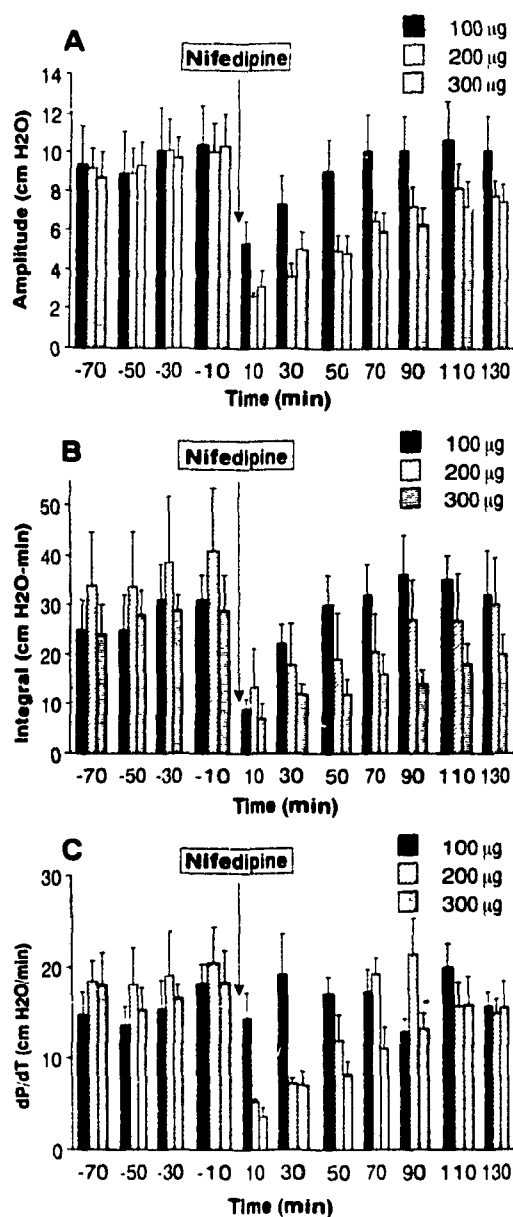 A
Nifedipine
100 µg
200 µg
300 µg
Amplitude (cm H2O)
14
12
10
8
6
4
2
0
-70 -50 -30 -10 10 30 50 70 90 110 130
Time (min)
B
Nifedipine
100 µg
200 µg
300 µg
Integral (cm H2O-min)
50
40
30
20
10
0
-70 -50 -30 -10 10 30 50 70 90 110 130
Time (min)
C
Nifedipine
100 µg
200 µg
300 µg
dP/dT (cm H2O/min)
30
20
10
0
-70 -50 -30 -10 10 30 50 70 90 110 130
Time (min)